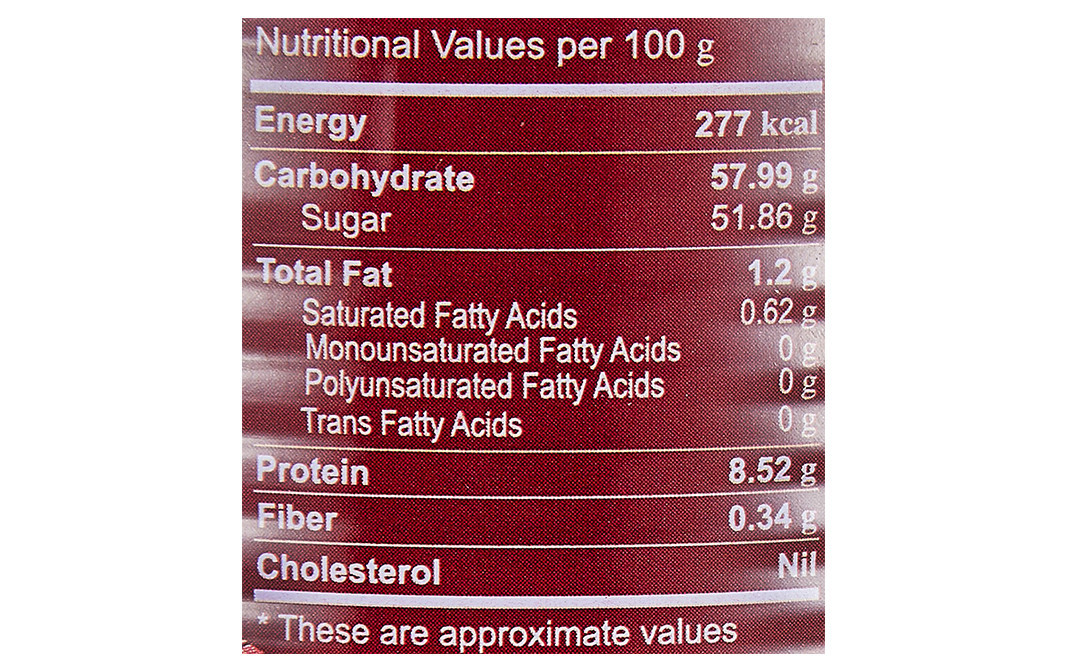 Nutritional Values per 100 g
Energy 277 kcal
Carbohydrate 57.99 g
Sugar 51.86 g
Total Fat 1.2 g
Saturated Fatty Acids 0.62 g
Monounsaturated Fatty Acids 0 g
Polyunsaturated Fatty Acids 0 g
Trans Fatty Acids 0 g
Protein 8.52 g
Fiber 0.34 g
Cholesterol Nil
* These are approximate values